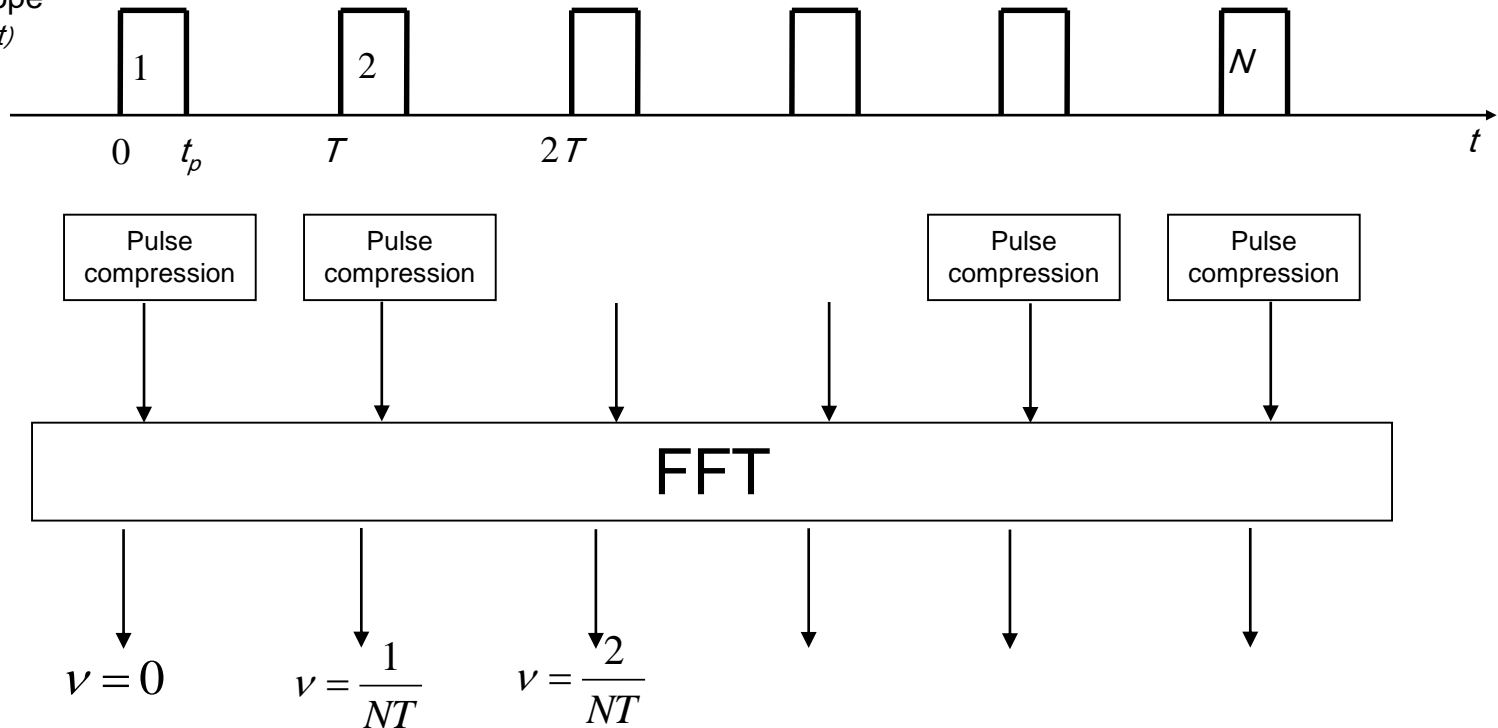 1 2 N
0 t_p T 2T t
Pulse compression
Pulse compression
Pulse compression
Pulse compression
FFT
ν = 0
ν = 1/NT
ν = 2/NT